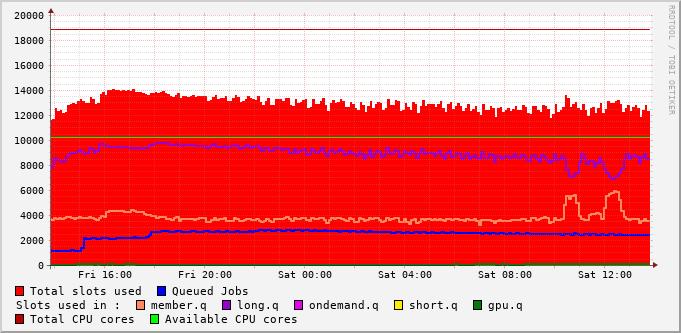 20000
18000
16000
14000
12000
10000
8000
6000
4000
2000
0
Fri 16:00 Fri 20:00 Sat 00:00 Sat 04:00 Sat 08:00 Sat 12:00
RRDTOOL / TOBI OETIKER
Total slots used Queued Jobs
Slots used in : member.q long.q ondemand.q short.q gpu.q
Total CPU cores Available CPU cores